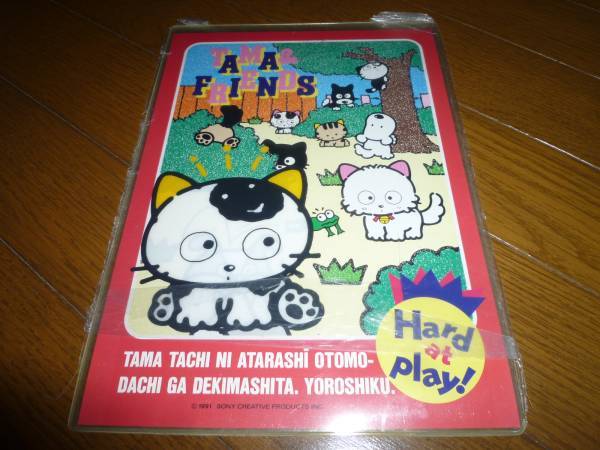 TAMA &
FRIENDS
Hard
at
play!
TAMA TACHI NI ATARASHI OTOMO-
DACHI GA DEKIMASHITA. YOROSHIKU.
© 1991 SONY CREATIVE PRODUCTS INC.